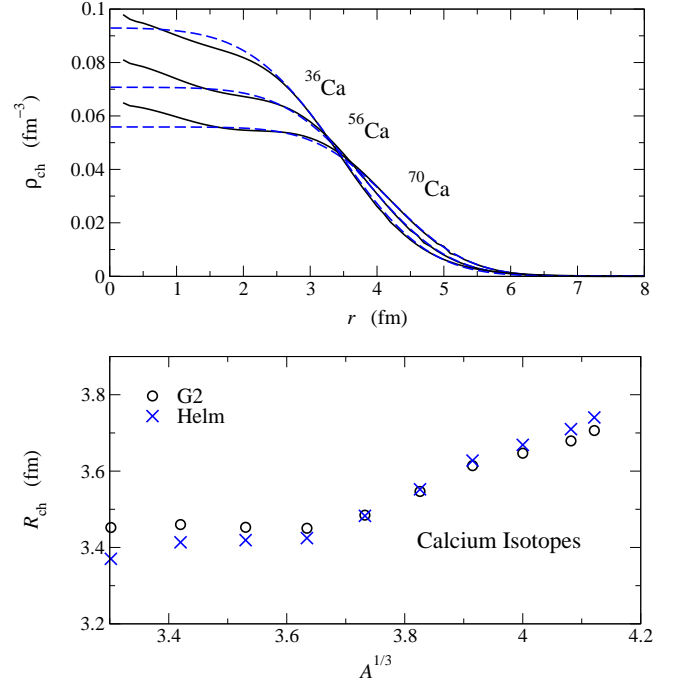 0.1
0.08
0.06
0.04
0.02
0
ρch (fm−3)
36Ca
56Ca
70Ca
0 1 2 3 4 5 6 7 8
r (fm)
3.8
3.6
3.4
3.2
Rch (fm)
G2
Helm
Calcium Isotopes
3.4 3.6 3.8 4 4.2
A1/3